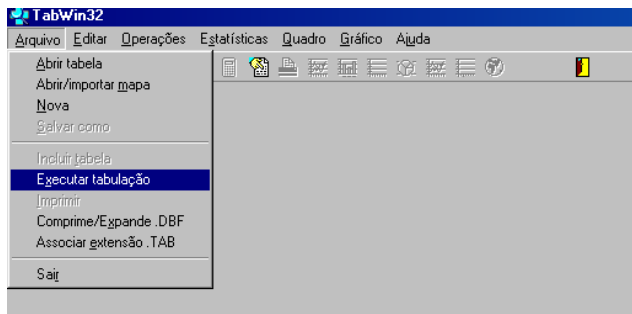 TabWin32
Arquivo Editar Operações Estatísticas Quadro Gráfico Ajuda
Abrir tabela
Abrir/importar mapa
Nova
Salvar como
Incluir tabela
Executar tabulação
Imprimir
Comprime/Expande .DBF
Associar extensão .TAB
Sair